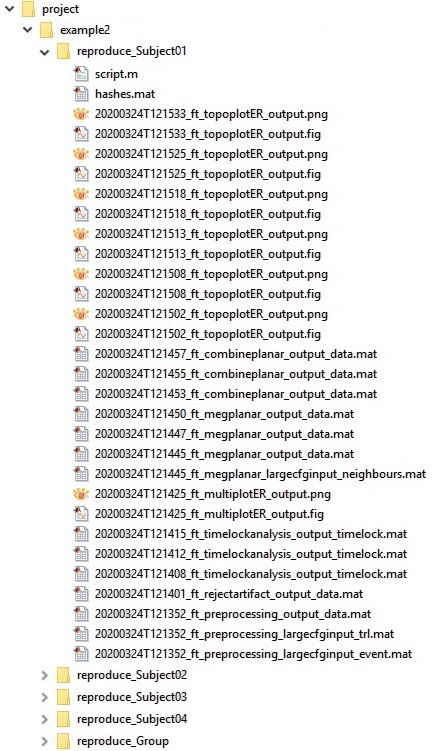 project
example2
reproduce_Subject01
script.m
hashes.mat
20200324T121533_ft_topoplotER_output.png
20200324T121533_ft_topoplotER_output.fig
20200324T121525_ft_topoplotER_output.png
20200324T121525_ft_topoplotER_output.fig
20200324T121518_ft_topoplotER_output.png
20200324T121518_ft_topoplotER_output.fig
20200324T121513_ft_topoplotER_output.png
20200324T121513_ft_topoplotER_output.fig
20200324T121508_ft_topoplotER_output.png
20200324T121508_ft_topoplotER_output.fig
20200324T121502_ft_topoplotER_output.png
20200324T121502_ft_topoplotER_output.fig
20200324T121457_ft_combineplanar_output_data.mat
20200324T121455_ft_combineplanar_output_data.mat
20200324T121453_ft_combineplanar_output_data.mat
20200324T121450_ft_megplanar_output_data.mat
20200324T121447_ft_megplanar_output_data.mat
20200324T121445_ft_megplanar_output_data.mat
20200324T121445_ft_megplanar_largecfginput_neighbours.mat
20200324T121425_ft_multiplotER_output.png
20200324T121425_ft_multiplotER_output.fig
20200324T121415_ft_timelockanalysis_output_timelock.mat
20200324T121412_ft_timelockanalysis_output_timelock.mat
20200324T121408_ft_timelockanalysis_output_timelock.mat
20200324T121401_ft_rejectartifact_output_data.mat
20200324T121352_ft_preprocessing_output_data.mat
20200324T121352_ft_preprocessing_largecfginput_trl.mat
20200324T121352_ft_preprocessing_largecfginput_event.mat
reproduce_Subject02
reproduce_Subject03
reproduce_Subject04
reproduce_Group